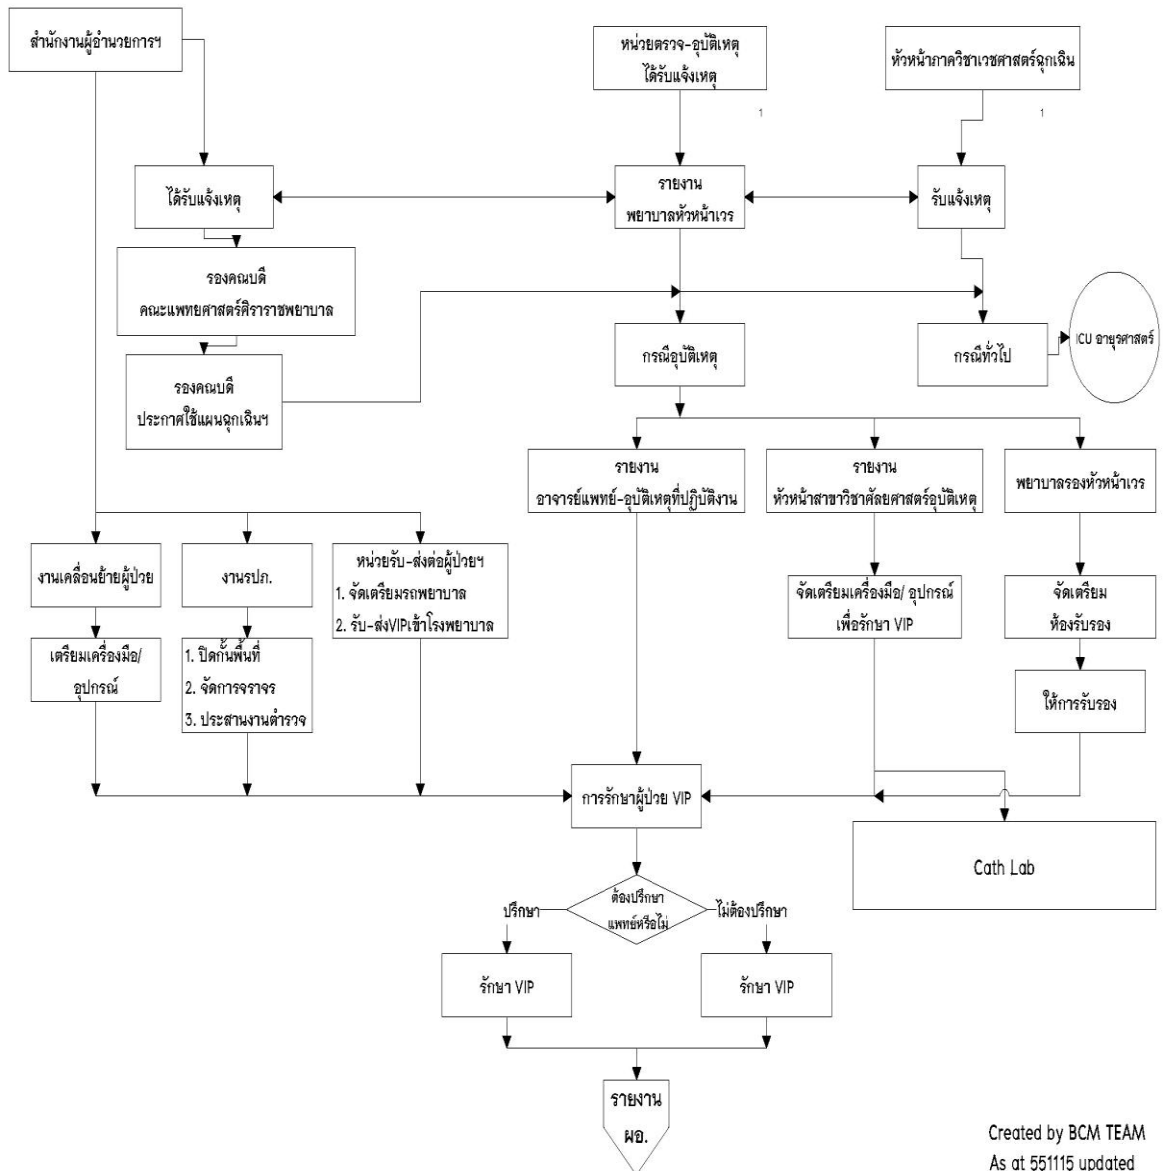 สำนักงานผู้อำนวยการฯ
หน่วยตรวจ-อุบัติเหตุ
ได้รับแจ้งเหตุ
หัวหน้าภาควิชาเวชศาสตร์ฉุกเฉิน
1
1
ได้รับแจ้งเหตุ
รายงาน
พยาบาลหัวหน้าเวร
รับแจ้งเหตุ
รองคณบดี
คณะแพทยศาสตร์ศิราราชพยาบาล
กรณีอุบัติเหตุ
กรณีทั่วไป
ICU อายุรศาสตร์
รองคณบดี
ประกาศใช้แผนฉุกเฉินฯ
รายงาน
อาจารย์แพทย์-อุบัติเหตุที่ปฏิบัติงาน
รายงาน
หัวหน้าสาขาวิชาศัลยศาสตร์อุบัติเหตุ
พยาบาลรองหัวหน้าเวร
งานเคลื่อนย้ายผู้ป่วย
งานรปภ.
หน่วยรับ-ส่งต่อผู้ป่วยฯ
1. จัดเตรียมรถพยาบาล
2. รับ-ส่งVIPเข้าโรงพยาบาล
จัดเตรียมเครื่องมือ/ อุปกรณ์
เพื่อรักษา VIP
จัดเตรียม
ห้องรับรอง
เตรียมเครื่องมือ/
อุปกรณ์
1. ปิดกั้นพื้นที่
2. จัดการจราจร
3. ประสานงานตำรวจ
ให้การรับรอง
การรักษาผู้ป่วย VIP
Cath Lab
ต้องปรึกษา
แพทย์หรือไม่
ปรึกษา
ไม่ต้องปรึกษา
รักษา VIP
รักษา VIP
รายงาน
ผอ.
Created by BCM TEAM
As at 551115 updated